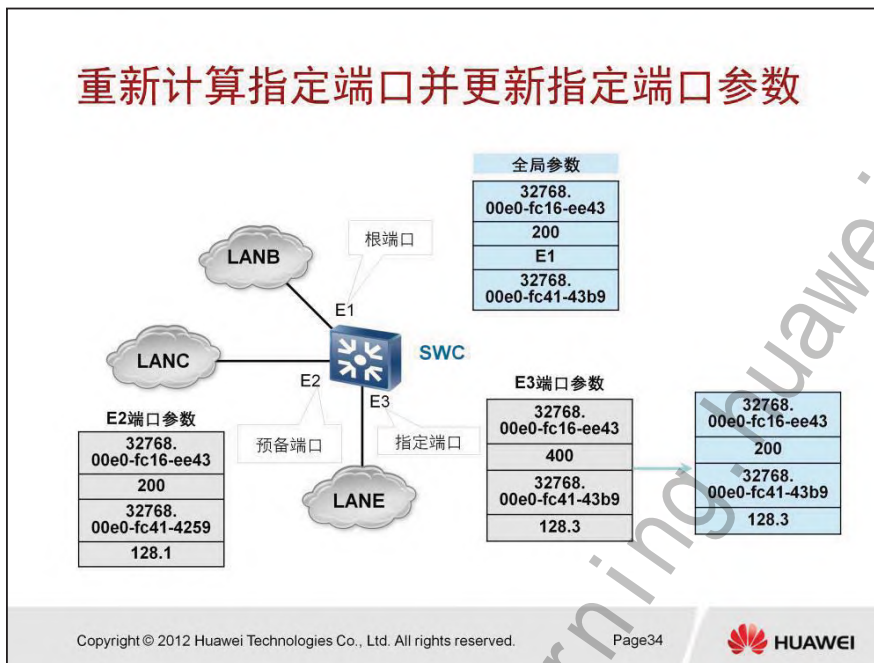 重新计算指定端口并更新指定端口参数
全局参数
32768.
00e0-fc16-ee43
200
E1
32768.
00e0-fc41-43b9
根端口
LANB
E1
LANC
SWC
E2
E3
预备端口
指定端口
LANE
E2端口参数
32768.
00e0-fc16-ee43
200
32768.
00e0-fc41-4259
128.1
E3端口参数
32768.
00e0-fc16-ee43
400
32768.
00e0-fc41-43b9
128.3
32768.
00e0-fc16-ee43
200
32768.
00e0-fc41-43b9
128.3
rning.huawei.
Copyright © 2012 Huawei Technologies Co., Ltd. All rights reserved.
Page34
HUAWEI